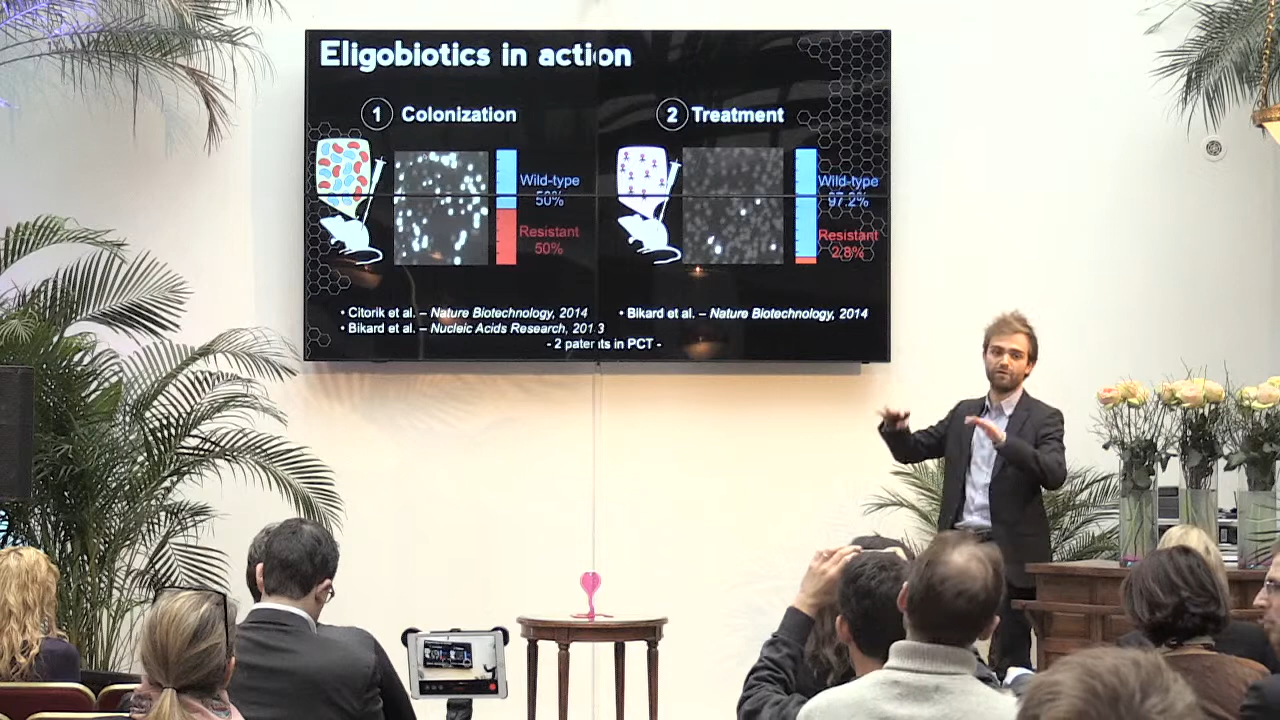 Eligobiotics in action
1 Colonization
2 Treatment
Wild-type
50%
Resistant
50%
Wild-type
97.2%
Resistant
2.8%
• Citorik et al. – Nature Biotechnology, 2014
• Bikard et al. – Nucleic Acids Research, 2013
• Bikard et al. – Nature Biotechnology, 2014
- 2 patents in PCT -